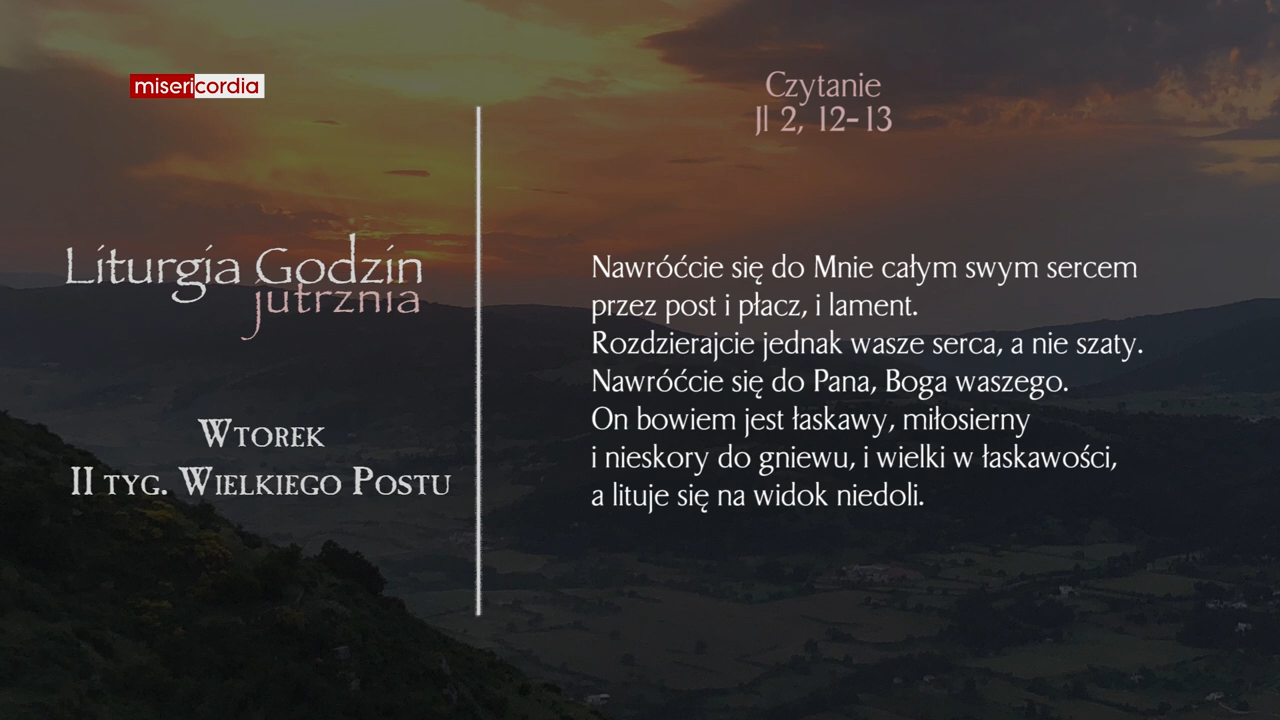 misericordia
Liturgia Godzin
jutrznia
Wtorek
II tyg. Wielkiego Postu
Czytanie
Jl 2, 12-13
Nawróćcie się do Mnie całym swym sercem
przez post i płacz, i lament.
Rozdzierajcie jednak wasze serca, a nie szaty.
Nawróćcie się do Pana, Boga waszego.
On bowiem jest łaskawy, miłosierny
i nieskory do gniewu, i wielki w łaskawości,
a lituje się na widok niedoli.